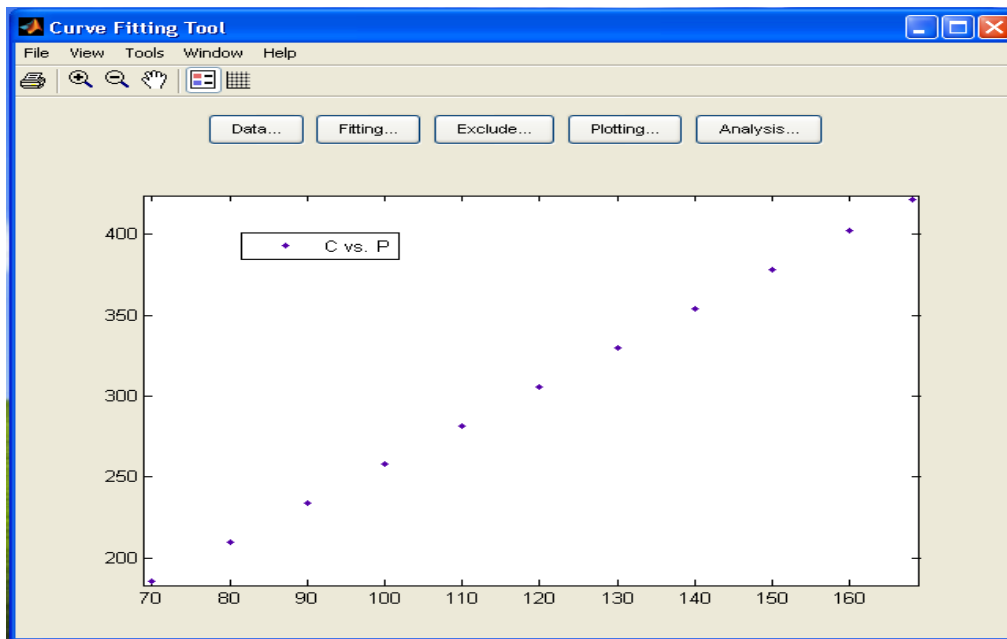 Curve Fitting Tool
File View Tools Window Help
Data... Fitting... Exclude... Plotting... Analysis...
400
C vs. P
350
300
250
200
70 80 90 100 110 120 130 140 150 160